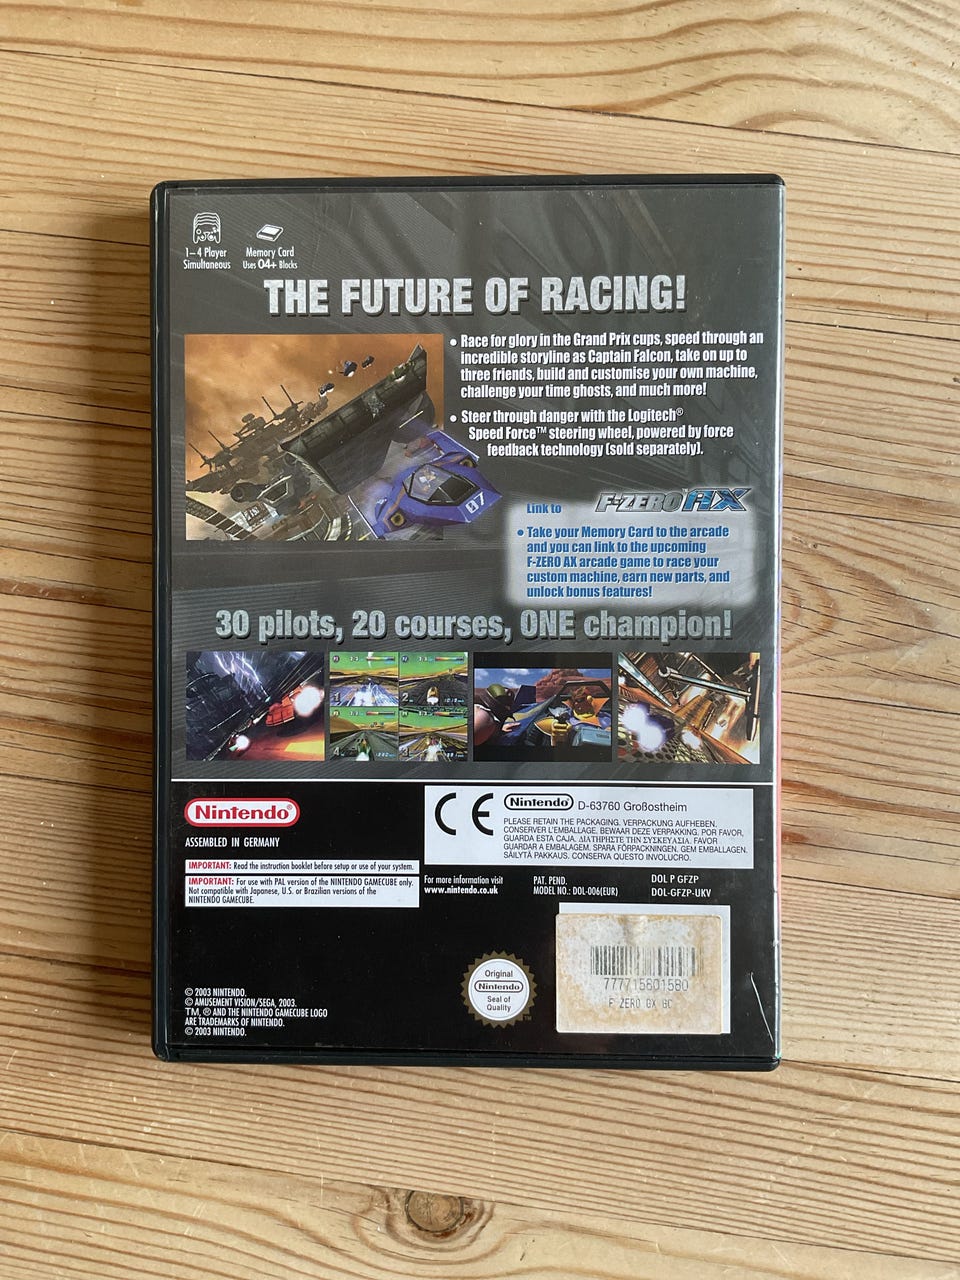 1–4 Player
Simultaneous
Memory Card
Uses 04+ Blocks
THE FUTURE OF RACING!
• Race for glory in the Grand Prix cups, speed through an
incredible storyline as Captain Falcon, take on up to
three friends, build and customise your own machine,
challenge your time ghosts, and much more!
• Steer through danger with the Logitech®
Speed Force™ steering wheel, powered by force
feedback technology (sold separately).
07
Link to F-ZERO AX
• Take your Memory Card to the arcade
and you can link to the upcoming
F-ZERO AX arcade game to race your
custom machine, earn new parts, and
unlock bonus features!
30 pilots, 20 courses, ONE champion!
Nintendo®
ASSEMBLED IN GERMANY
IMPORTANT: Read the instruction booklet before setup or use of your system.
IMPORTANT: For use with PAL version of the NINTENDO GAMECUBE only.
Not compatible with Japanese, U.S. or Brazilian versions of the
NINTENDO GAMECUBE.
CE
Nintendo® D-63760 Großostheim
PLEASE RETAIN THE PACKAGING. VERPACKUNG AUFHEBEN.
CONSERVER L'EMBALLAGE. BEWAAR DEZE VERPAKKING. POR FAVOR,
GUARDA ESTA CAJA. ΔΙΑΤΗΡΗΣΤΕ ΤΗΝ ΣΥΣΚΕΥΑΣΙΑ. FAVOR
GUARDAR A EMBALAGEM. SPARA FÖRPACKNINGEN. GEM EMBALLAGEN.
SÄILYTÄ PAKKAUS. CONSERVA QUESTO INVOLUCRO.
For more information visit
www.nintendo.co.uk
PAT. PEND.
MODEL NO.: DOL-006(EUR)
DOL P GFZP
DOL-GFZP-UKV
© 2003 NINTENDO.
© AMUSEMENT VISION/SEGA, 2003.
TM, ® AND THE NINTENDO GAMECUBE LOGO
ARE TRADEMARKS OF NINTENDO.
© 2003 NINTENDO.
Original
Nintendo
Seal of
Quality
TM
777715801580
F ZERO GX GC